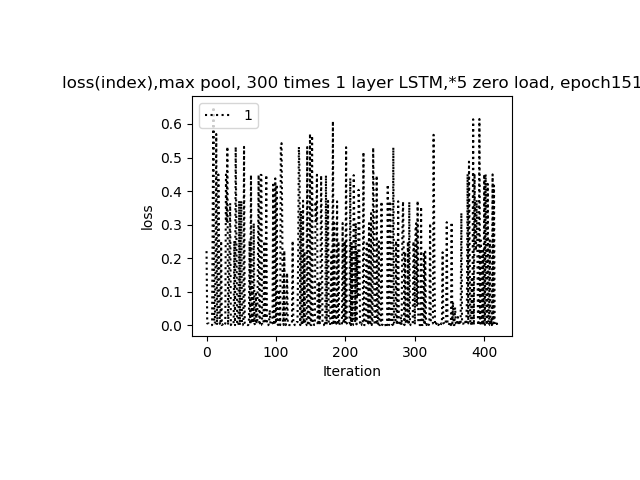 loss(index),max pool, 300 times 1 layer LSTM,*5 zero load, epoch151
1
0.6
0.5
0.4
0.3
0.2
0.1
0.0
loss
0 100 200 300 400
Iteration